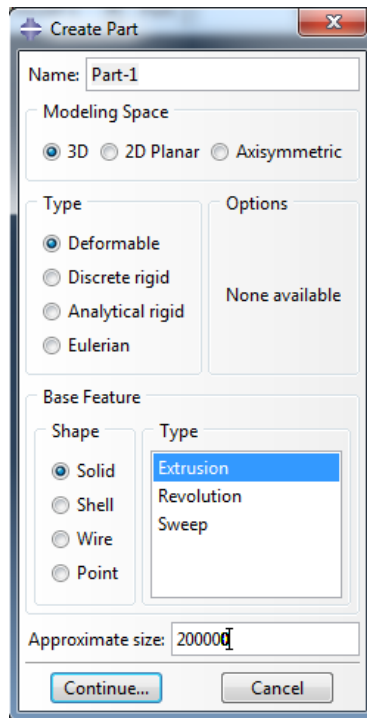 Create Part
Name: Part-1
Modeling Space
3D 2D Planar Axisymmetric
Type
Deformable
Discrete rigid
Analytical rigid
Eulerian
Options
None available
Base Feature
Shape
Solid
Shell
Wire
Point
Type
Extrusion
Revolution
Sweep
Approximate size: 200000
Continue... Cancel